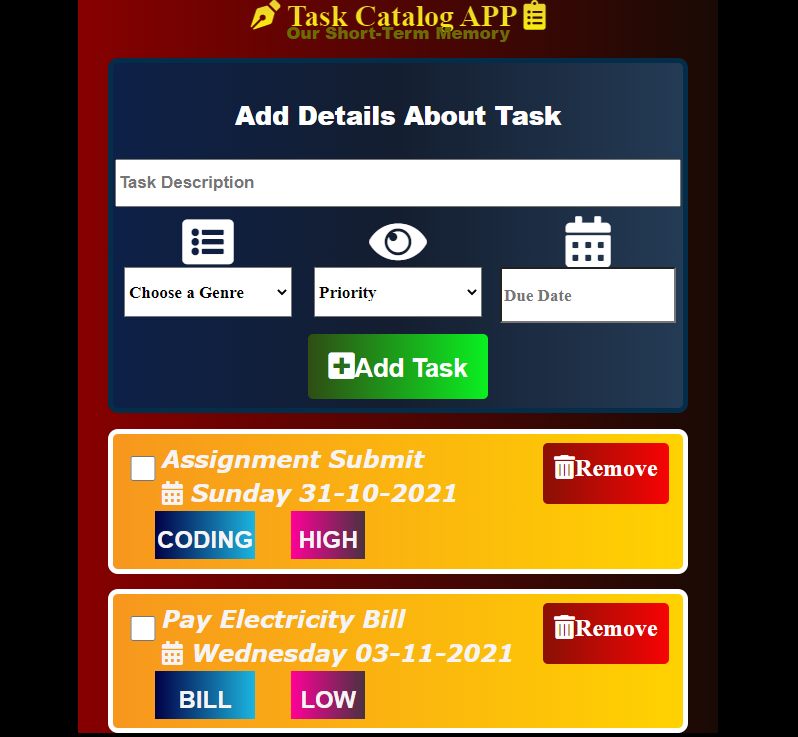 Task Catalog APP
Our Short-Term Memory
Add Details About Task
Task Description
Choose a Genre
Priority
Due Date
Add Task
Assignment Submit
Remove
Sunday 31-10-2021
CODING
HIGH
Pay Electricity Bill
Remove
Wednesday 03-11-2021
BILL
LOW